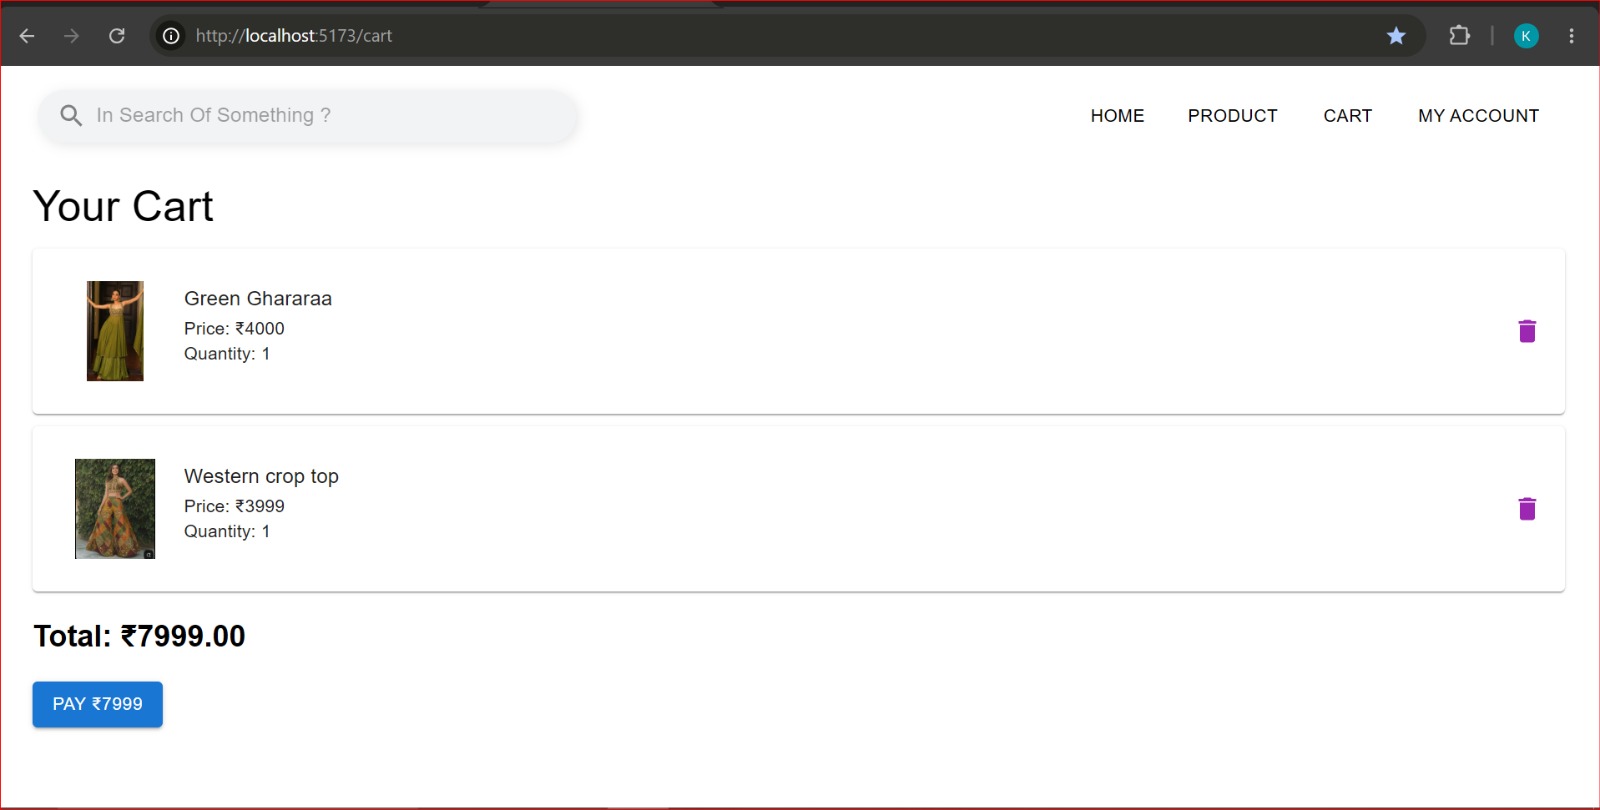 http://localhost:5173/cart
K
In Search Of Something ?
HOME PRODUCT CART MY ACCOUNT
Your Cart
Green Ghararaa
Price: ₹4000
Quantity: 1
Western crop top
Price: ₹3999
Quantity: 1
Total: ₹7999.00
PAY ₹7999